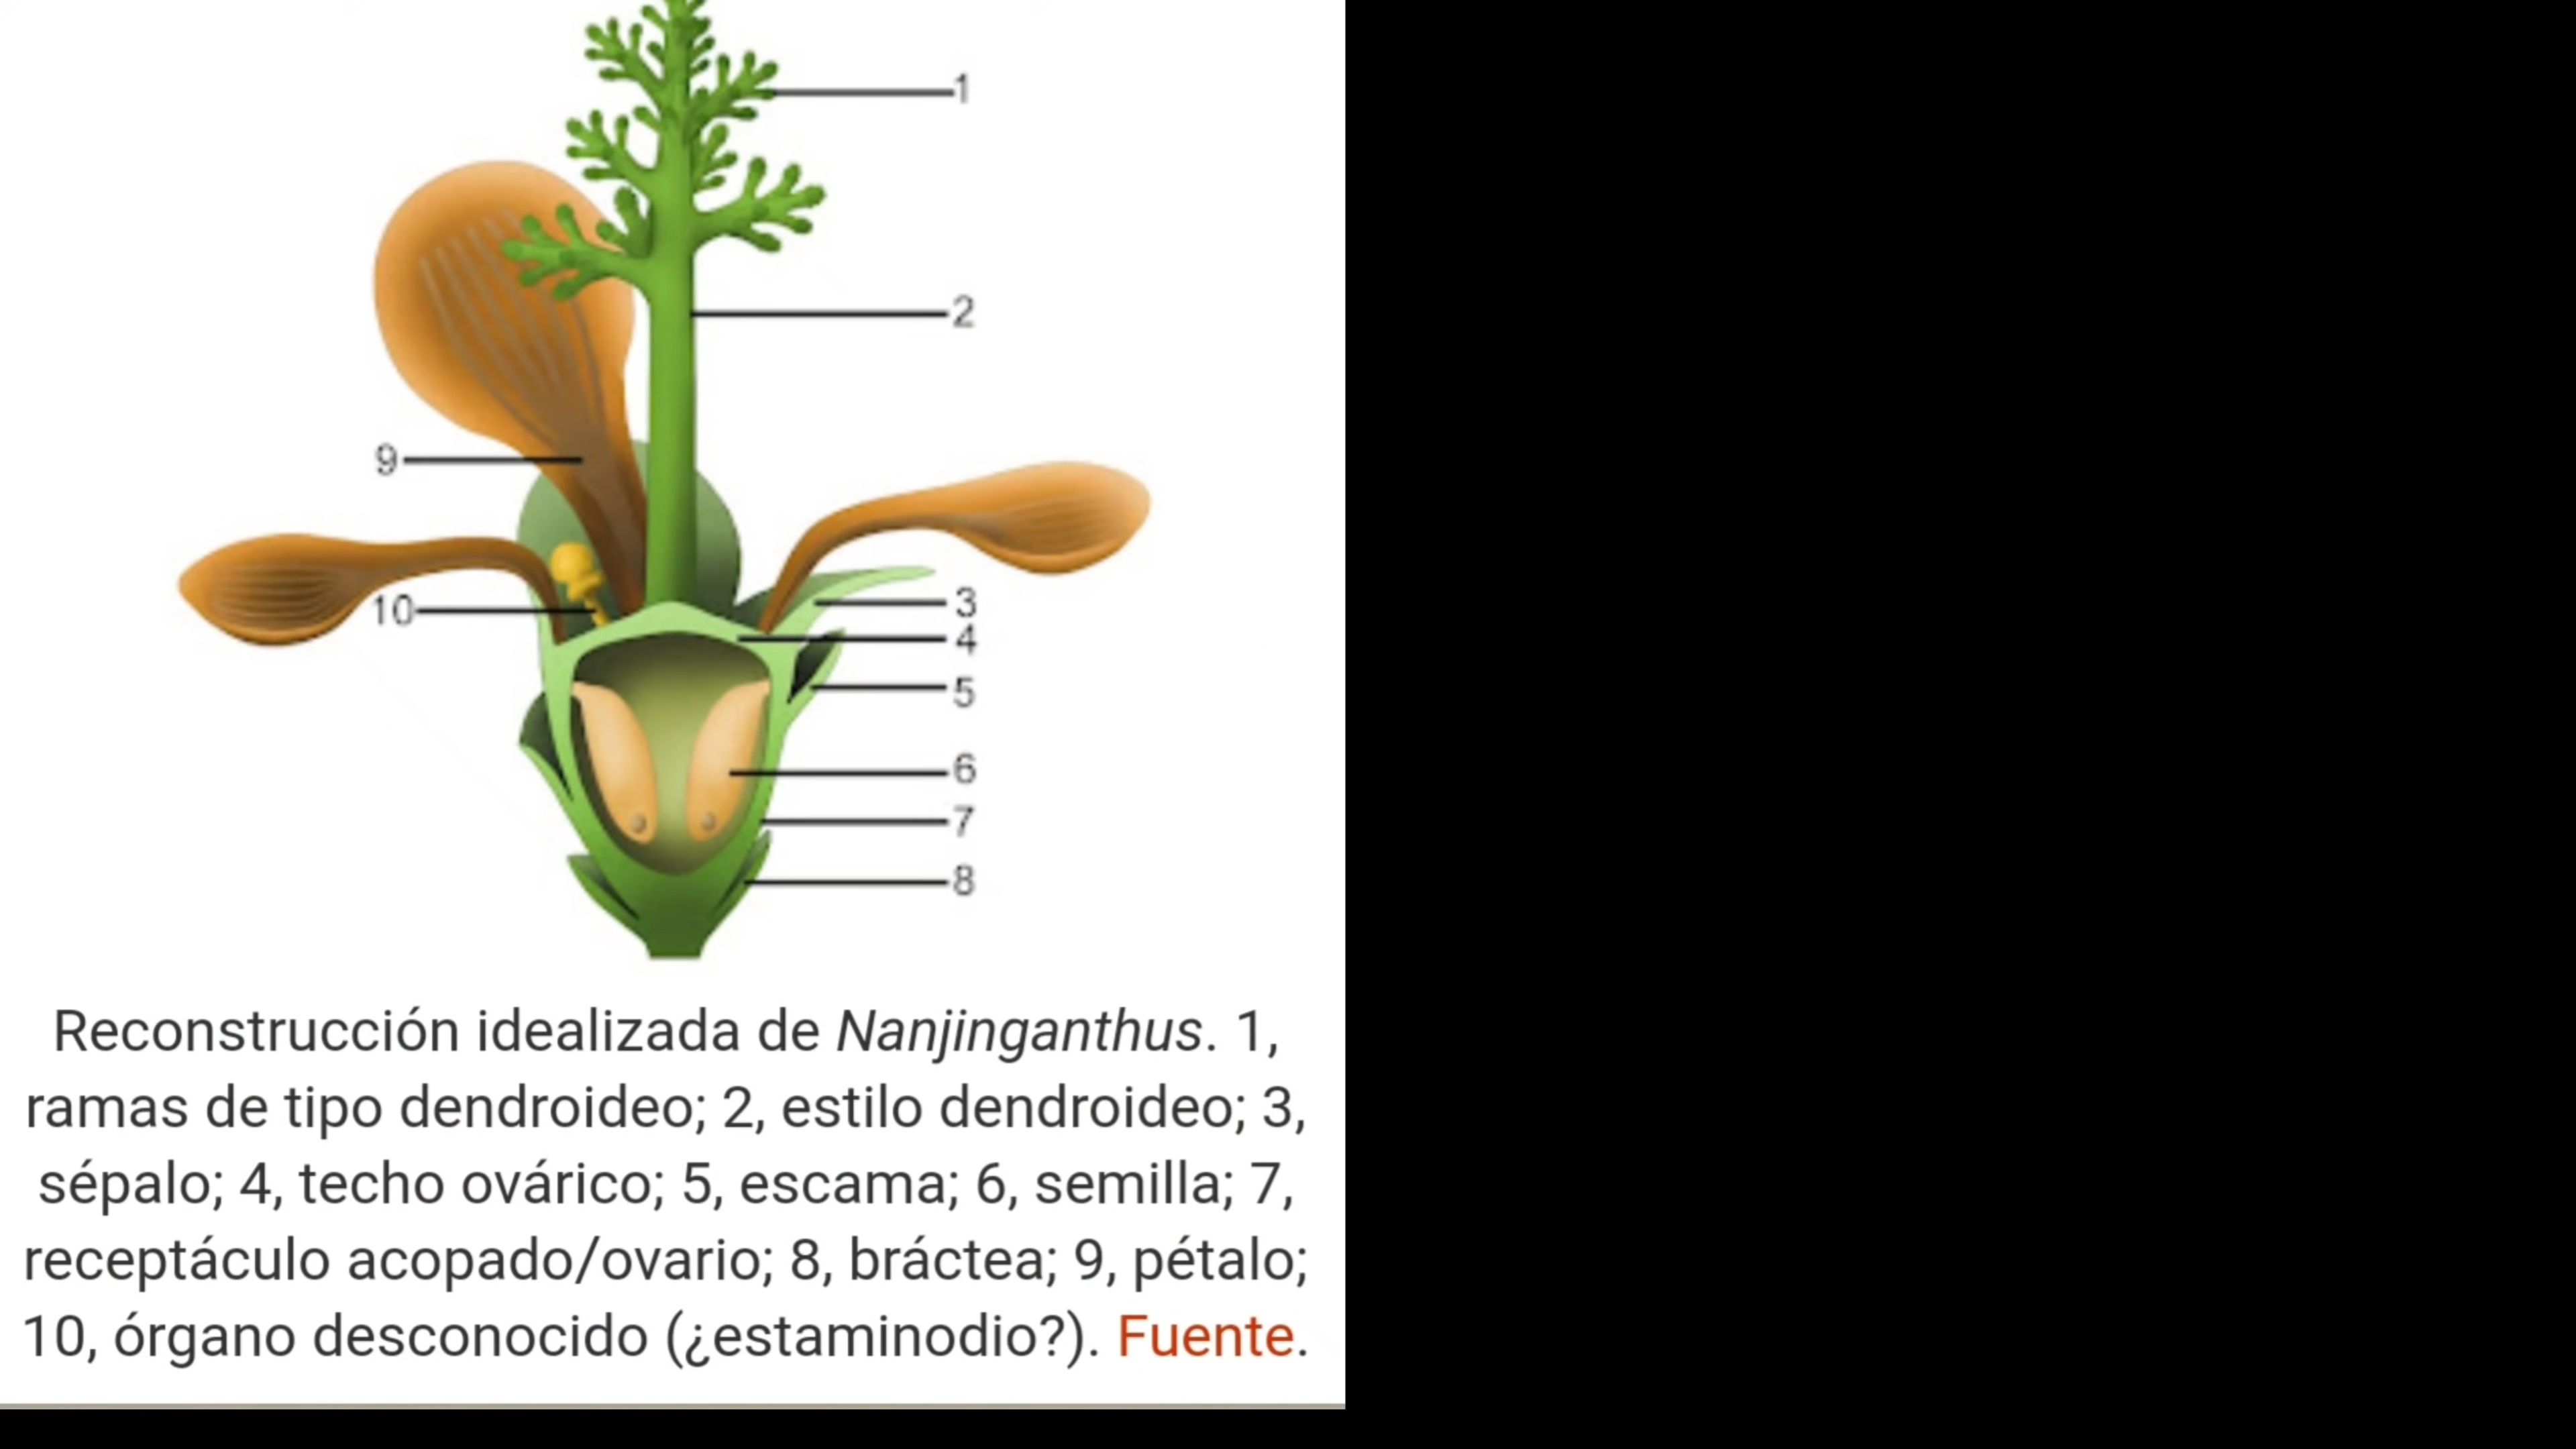 1
2
9
3
10
4
5
6
7
8
Reconstrucción idealizada de Nanjinganthus. 1,
ramas de tipo dendroideo; 2, estilo dendroideo; 3,
sépalo; 4, techo ovárico; 5, escama; 6, semilla; 7,
receptáculo acopado/ovario; 8, bráctea; 9, pétalo;
10, órgano desconocido (¿estaminodio?). Fuente.